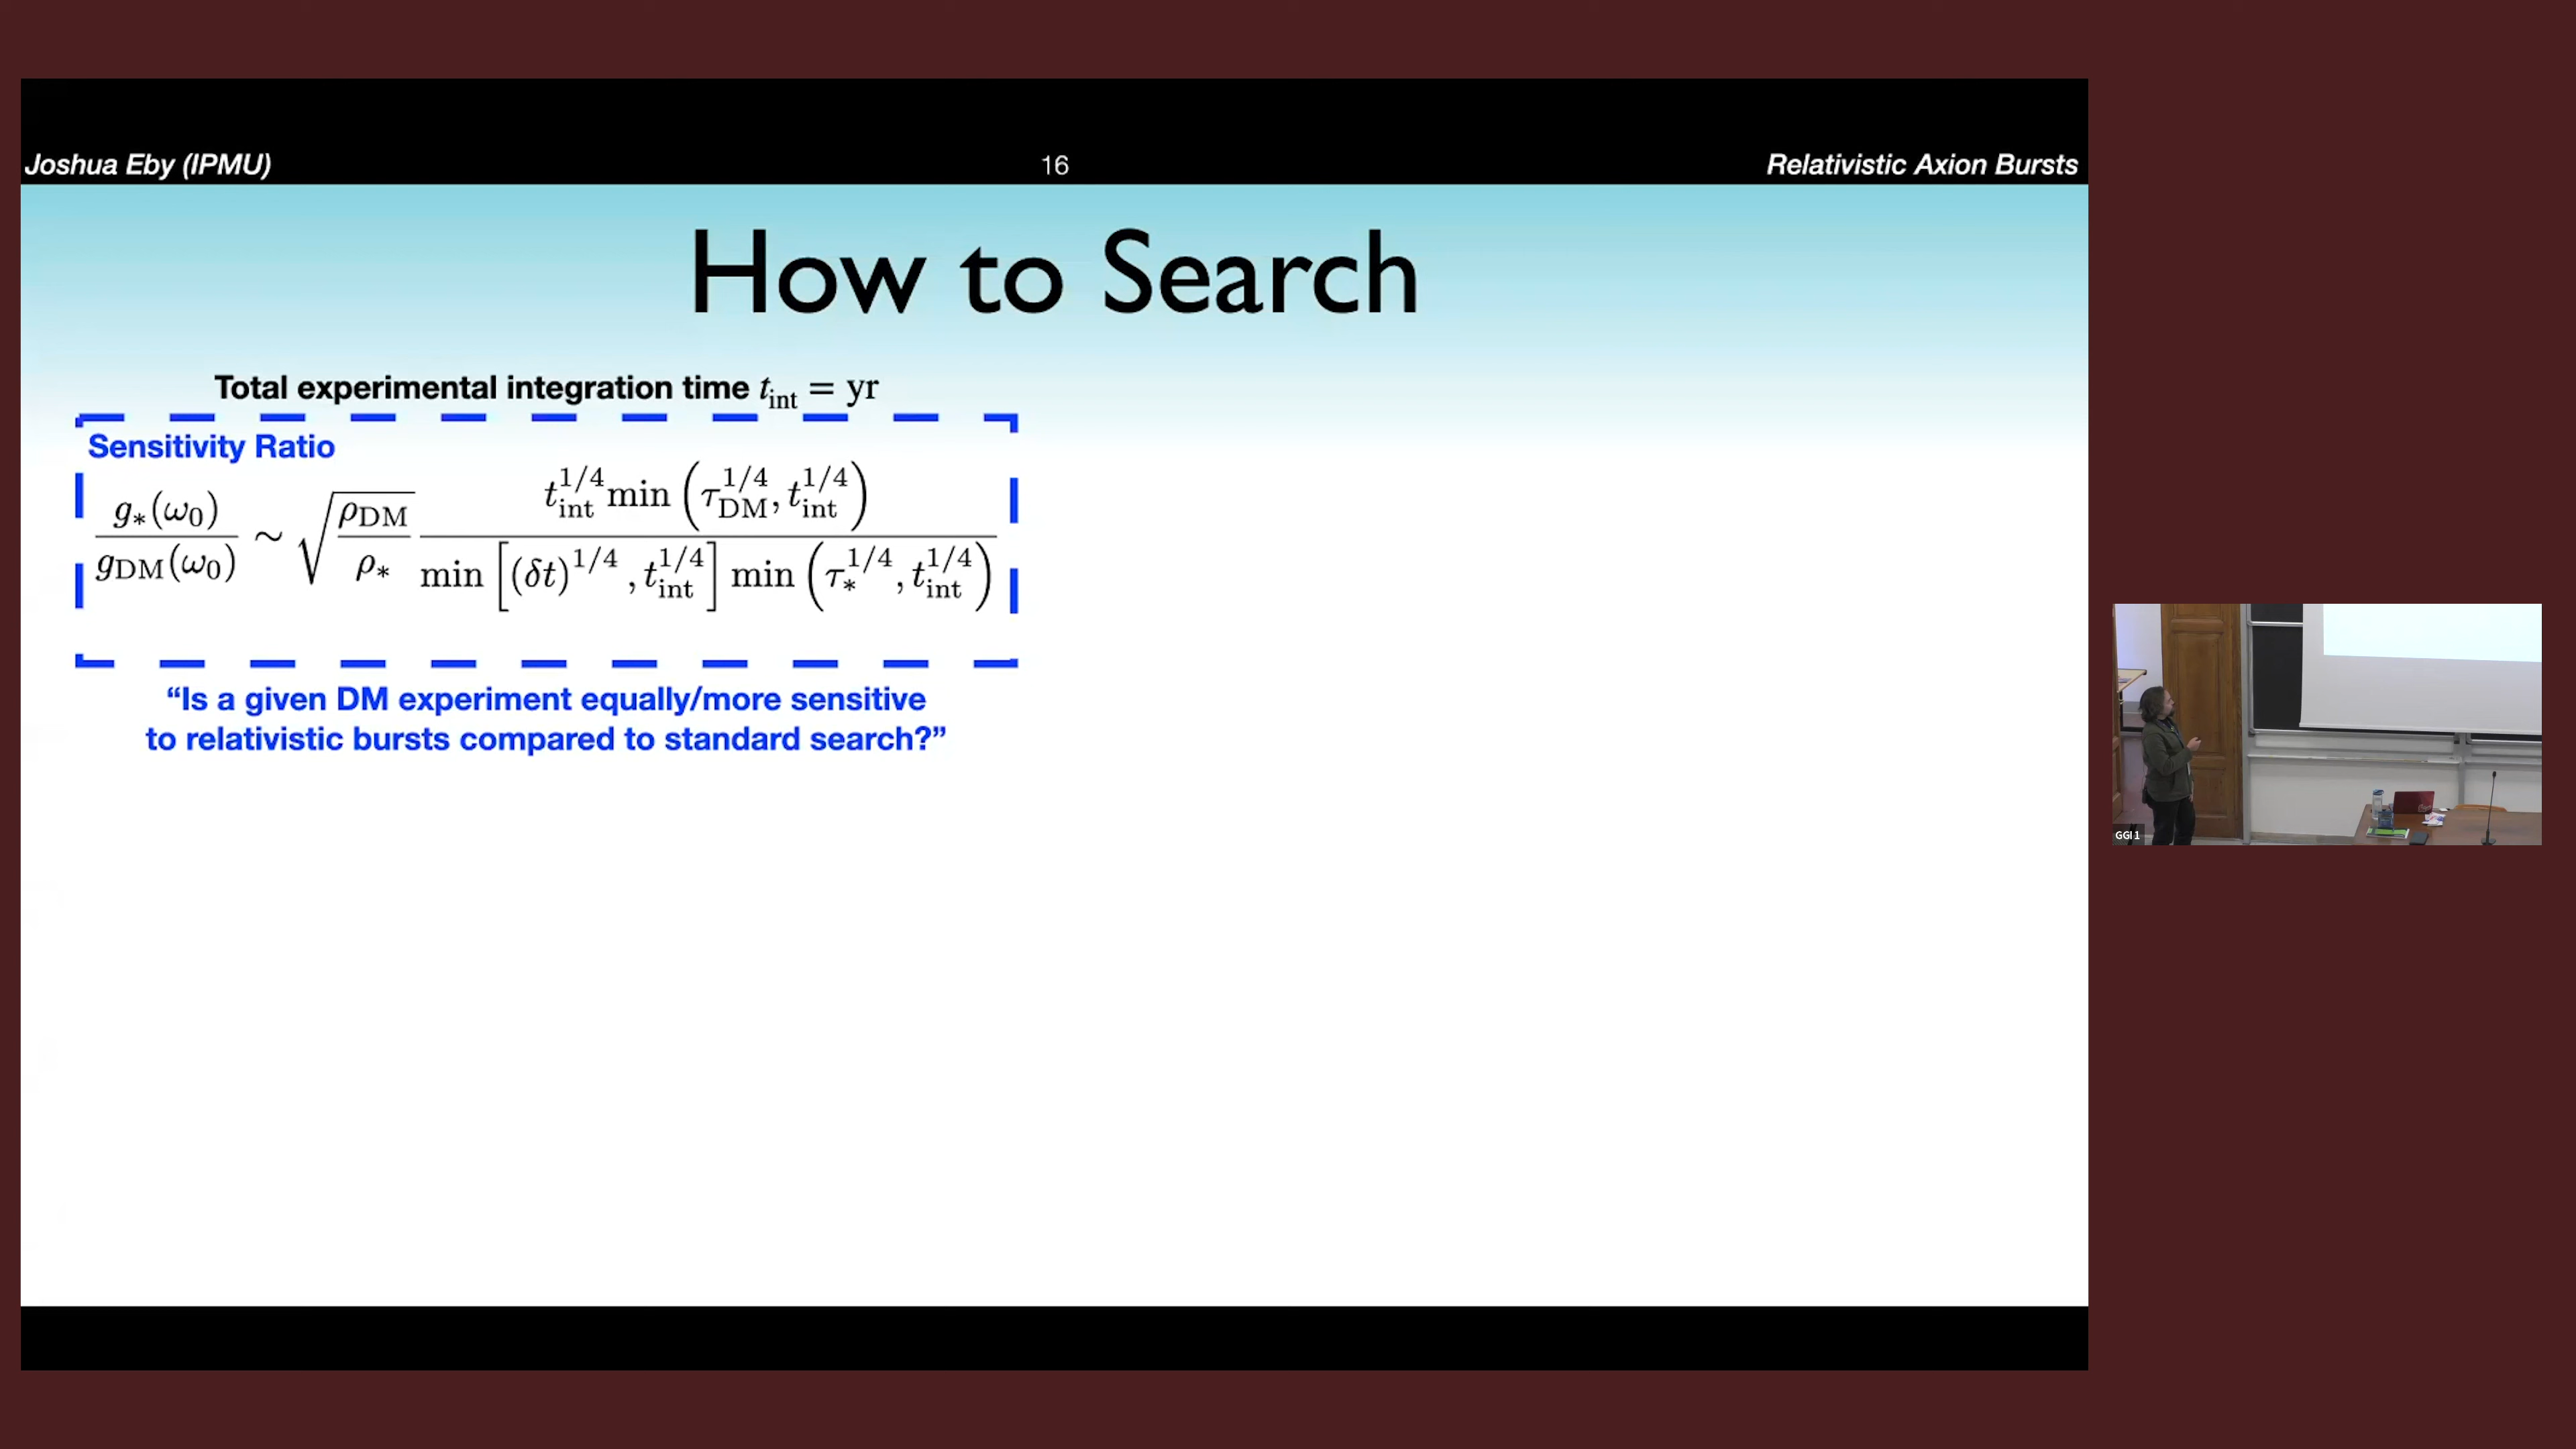 Joshua Eby (IPMU) 16 Relativistic Axion Bursts
How to Search
Total experimental integration time t_int = yr
Sensitivity Ratio
g_*(ω_0) / g_DM(ω_0) ∼ √(ρ_DM / ρ_*) t_int^{1/4} min (τ_DM^{1/4}, t_int^{1/4}) / min [(δt)^{1/4}, t_int^{1/4}] min (τ_*^{1/4}, t_int^{1/4})
“Is a given DM experiment equally/more sensitive
to relativistic bursts compared to standard search?”
GGI 1